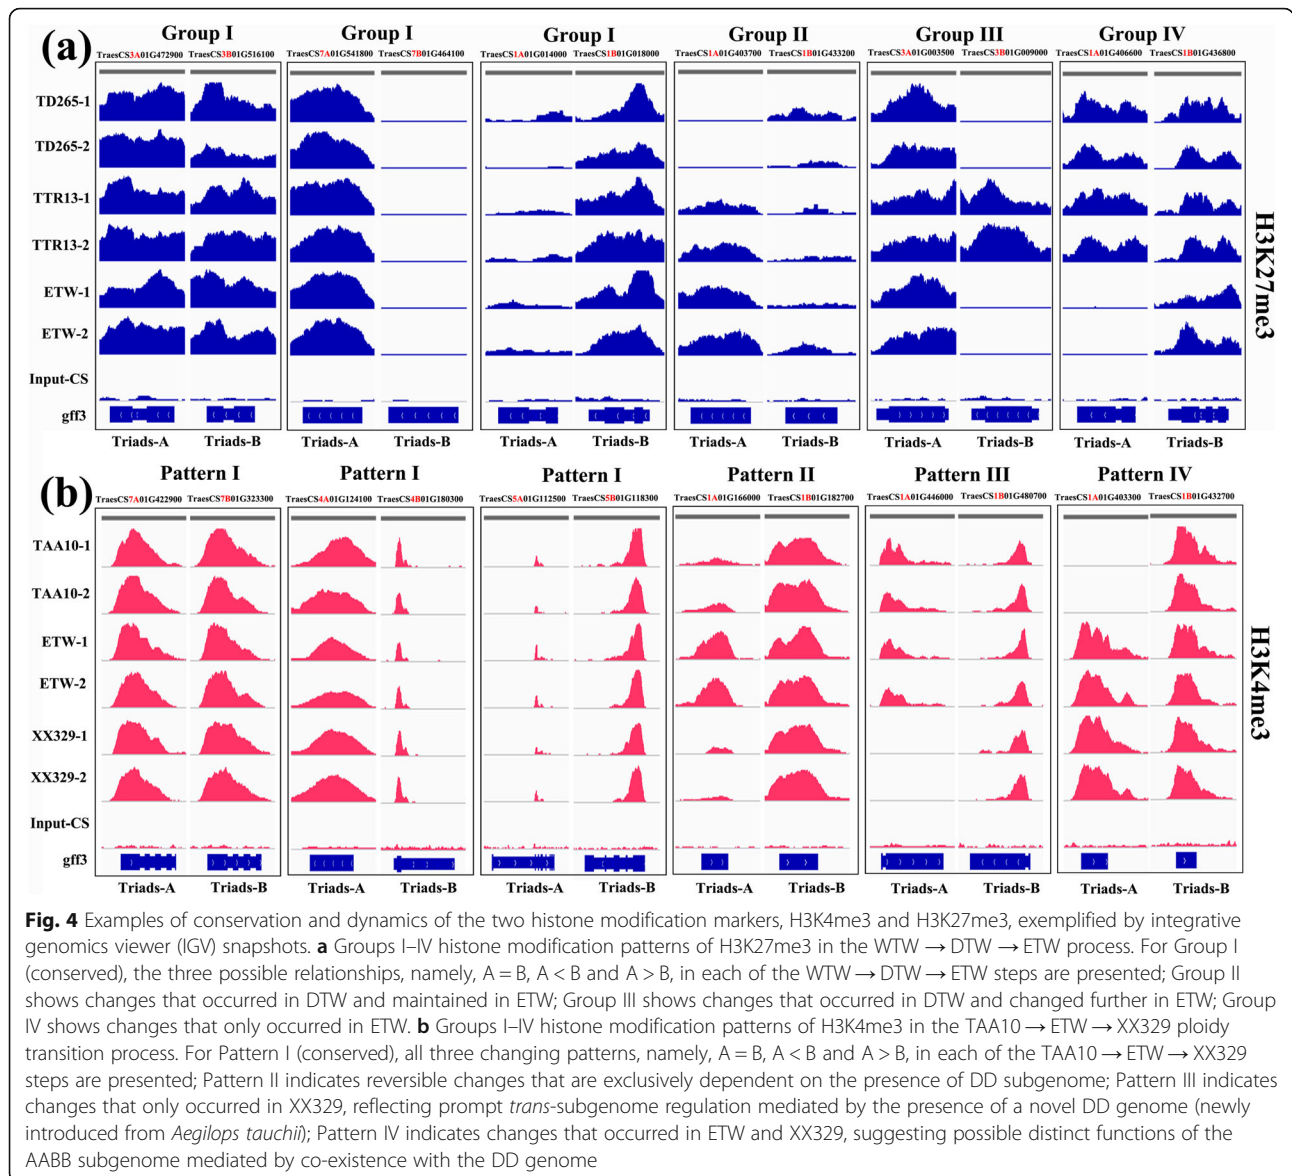 (a)
Group I Group I Group I Group II Group III Group IV
TraesCS3A01G472900 TraesCS3B01G516100 TraesCS7A01G541800 TraesCS7B01G464100 TraesCS1A01G014000 TraesCS1B01G018000 TraesCS1A01G403700 TraesCS1B01G433200 TraesCS3A01G003500 TraesCS3B01G009000 TraesCS1A01G406600 TraesCS1B01G436800
TD265-1
TD265-2
TTR13-1
TTR13-2
ETW-1
ETW-2
Input-CS
gff3
H3K27me3
Triads-A Triads-B Triads-A Triads-B Triads-A Triads-B Triads-A Triads-B Triads-A Triads-B Triads-A Triads-B
(b)
Pattern I Pattern I Pattern I Pattern II Pattern III Pattern IV
TraesCS7A01G422900 TraesCS7B01G323300 TraesCS4A01G124100 TraesCS4B01G180300 TraesCS5A01G112500 TraesCS5B01G118300 TraesCS1A01G166000 TraesCS1B01G182700 TraesCS1A01G446000 TraesCS1B01G480700 TraesCS1A01G403300 TraesCS1B01G432700
TAA10-1
TAA10-2
ETW-1
ETW-2
XX329-1
XX329-2
Input-CS
gff3
H3K4me3
Triads-A Triads-B Triads-A Triads-B Triads-A Triads-B Triads-A Triads-B Triads-A Triads-B Triads-A Triads-B
Fig. 4 Examples of conservation and dynamics of the two histone modification markers, H3K4me3 and H3K27me3, exemplified by integrative
genomics viewer (IGV) snapshots. a Groups I–IV histone modification patterns of H3K27me3 in the WTW → DTW → ETW process. For Group I
(conserved), the three possible relationships, namely, A = B, A < B and A > B, in each of the WTW → DTW → ETW steps are presented; Group II
shows changes that occurred in DTW and maintained in ETW; Group III shows changes that occurred in DTW and changed further in ETW; Group
IV shows changes that only occurred in ETW. b Groups I–IV histone modification patterns of H3K4me3 in the TAA10 → ETW → XX329 ploidy
transition process. For Pattern I (conserved), all three changing patterns, namely, A = B, A < B and A > B, in each of the TAA10 → ETW → XX329
steps are presented; Pattern II indicates reversible changes that are exclusively dependent on the presence of DD subgenome; Pattern III indicates
changes that only occurred in XX329, reflecting prompt trans-subgenome regulation mediated by the presence of a novel DD genome (newly
introduced from Aegilops tauchii); Pattern IV indicates changes that occurred in ETW and XX329, suggesting possible distinct functions of the
AABB subgenome mediated by co-existence with the DD genome